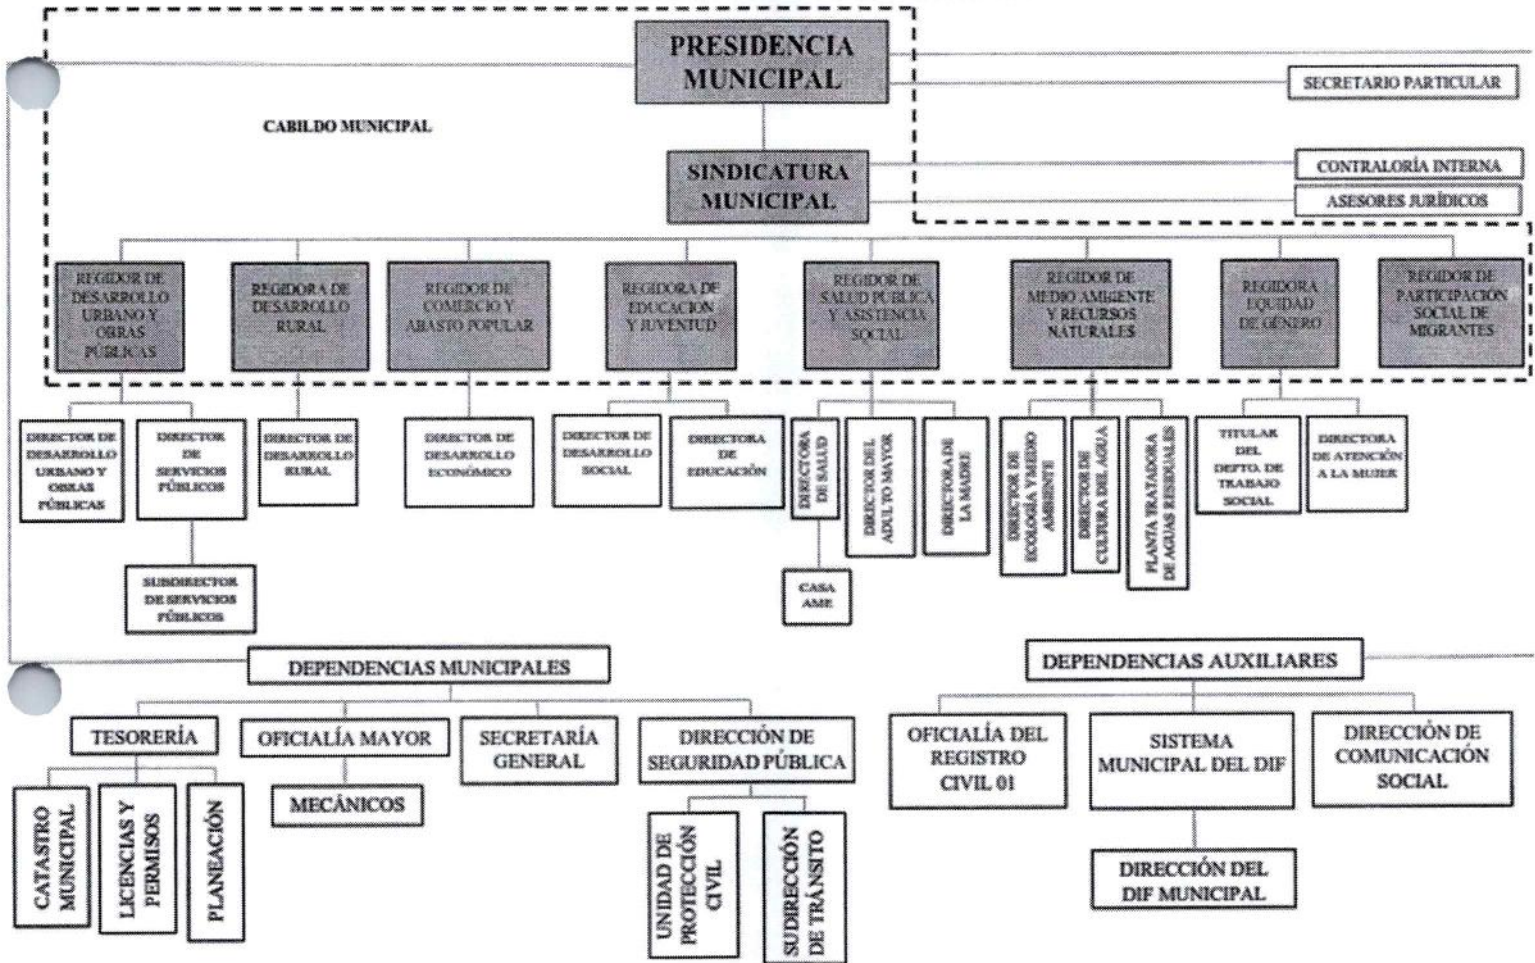 PRESIDENCIA
MUNICIPAL
SECRETARIO PARTICULAR
CABILDO MUNICIPAL
SINDICATURA
MUNICIPAL
CONTRALORÍA INTERNA
ASESORES JURÍDICOS
REGIDOR DE
DESARROLLO
URBANO Y
OBRAS
PÚBLICAS
REGIDORA DE
DESARROLLO
RURAL
REGIDOR DE
COMERCIO Y
ABASTO POPULAR
REGIDORA DE
EDUCACIÓN
Y JUVENTUD
REGIDOR DE
SALUD PÚBLICA
Y ASISTENCIA
SOCIAL
REGIDOR DE
MEDIO AMBIENTE
Y RECURSOS
NATURALES
REGIDORA
EQUIDAD
DE GÉNERO
REGIDOR DE
PARTICIPACIÓN
SOCIAL DE
MIGRANTES
DIRECTOR DE
DESARROLLO
URBANO Y
OBRAS
PÚBLICAS
DIRECTOR
DE
SERVICIOS
PÚBLICOS
DIRECTOR DE
DESARROLLO
RURAL
DIRECTOR DE
DESARROLLO
ECONÓMICO
DIRECTOR DE
DESARROLLO
SOCIAL
DIRECTORA
DE
EDUCACIÓN
DIRECTORA
DE SALUD
DIRECTOR DEL
ADULTO MAYOR
DIRECTORA DE
LA MADRE
DIRECTOR DE
ECOLOGÍA Y MEDIO
AMBIENTE
DIRECTOR DE
CULTURA DEL AGUA
PLANTA TRATADORA
DE AGUAS RESIDUALES
TITULAR
DEL
DEPTO. DE
TRABAJO
SOCIAL
DIRECTORA
DE ATENCIÓN
A LA MUJER
SUBDIRECTOR
DE SERVICIOS
PÚBLICOS
CASA
AME
DEPENDENCIAS MUNICIPALES
DEPENDENCIAS AUXILIARES
TESORERÍA
OFICIALÍA MAYOR
SECRETARÍA
GENERAL
DIRECCIÓN DE
SEGURIDAD PÚBLICA
OFICIALÍA DEL
REGISTRO
CIVIL 01
SISTEMA
MUNICIPAL DEL DIF
DIRECCIÓN DE
COMUNICACIÓN
SOCIAL
CATASTRO
MUNICIPAL
LICENCIAS Y
PERMISOS
PLANEACIÓN
MECÁNICOS
UNIDAD DE
PROTECCIÓN
CIVIL
SUDIRECCIÓN
DE TRÁNSITO
DIRECCIÓN DEL
DIF MUNICIPAL